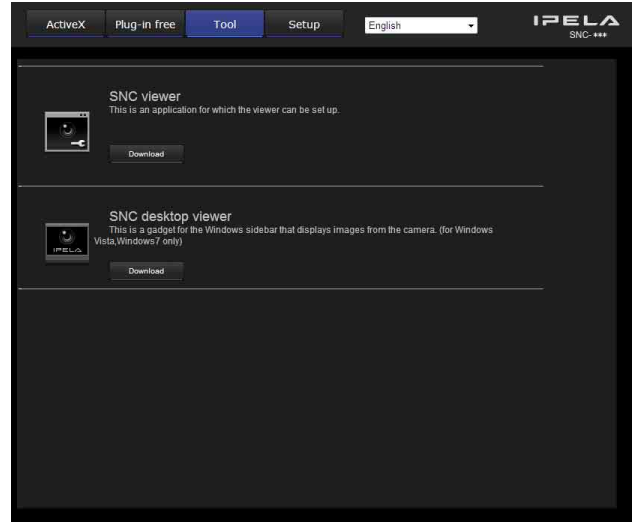 ActiveX Plug-in free Tool Setup English IPELA
SNC-***
SNC viewer
This is an application for which the viewer can be set up.
Download
SNC desktop viewer
This is a gadget for the Windows sidebar that displays images from the camera. (for Windows
Vista,Windows7 only)
IPELA
Download